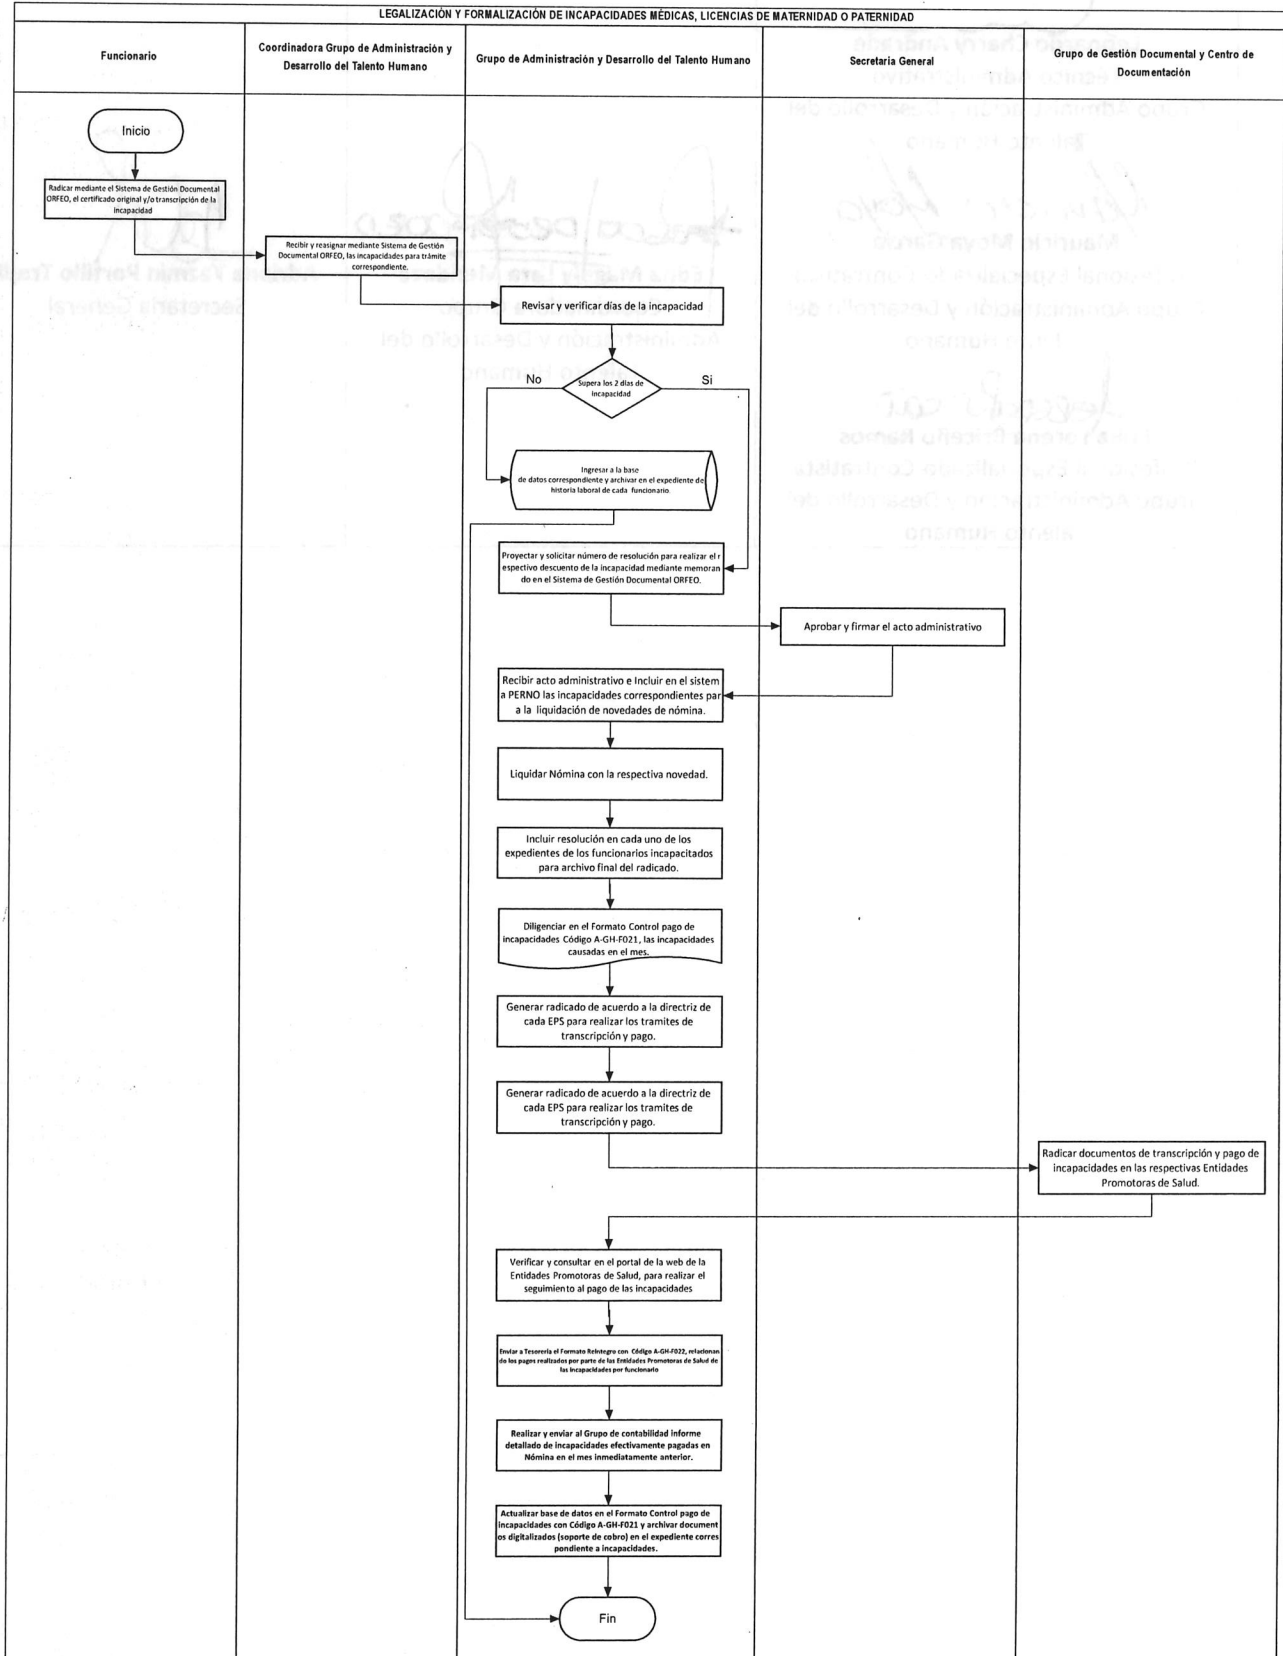 LEGALIZACIÓN Y FORMALIZACIÓN DE INCAPACIDADES MÉDICAS, LICENCIAS DE MATERNIDAD O PATERNIDAD
Funcionario
Coordinadora Grupo de Administración y
Desarrollo del Talento Humano
Grupo de Administración y Desarrollo del Talento Humano
Secretaria General
Grupo de Gestión Documental y Centro de
Documentación
Inicio
Radicar mediante el Sistema de Gestión Documental
ORFEO, el certificado original y/o transcripción de la
incapacidad
Recibir y reasignar mediante Sistema de Gestión
Documental ORFEO, las incapacidades para trámite
correspondiente.
Revisar y verificar días de la incapacidad
No
Supera los 2 días de
incapacidad
Si
Ingresar a la base
de datos correspondiente y archivar en el expediente de
historia laboral de cada funcionario.
Proyectar y solicitar número de resolución para realizar el r
espectivo descuento de la incapacidad mediante memoran
do en el Sistema de Gestión Documental ORFEO.
Aprobar y firmar el acto administrativo
Recibir acto administrativo e Incluir en el sistem
a PERNO las incapacidades correspondientes par
a la liquidación de novedades de nómina.
Liquidar Nómina con la respectiva novedad.
Incluir resolución en cada uno de los
expedientes de los funcionarios incapacitados
para archivo final del radicado.
Diligenciar en el Formato Control pago de
incapacidades Código A-GH-F021, las incapacidades
causadas en el mes.
Generar radicado de acuerdo a la directriz de
cada EPS para realizar los tramites de
transcripción y pago.
Generar radicado de acuerdo a la directriz de
cada EPS para realizar los tramites de
transcripción y pago.
Radicar documentos de transcripción y pago de
incapacidades en las respectivas Entidades
Promotoras de Salud.
Verificar y consultar en el portal de la web de la
Entidades Promotoras de Salud, para realizar el
seguimiento al pago de las incapacidades
Enviar a Tesorería el Formato Reintegro con Código A-GH-F022, relacionan
do los pagos realizados por parte de las Entidades Promotoras de Salud de
las incapacidades por funcionario
Realizar y enviar al Grupo de contabilidad informe
detallado de incapacidades efectivamente pagadas en
Nómina en el mes inmediatamente anterior.
Actualizar base de datos en el Formato Control pago de
incapacidades con Código A-GH-F021 y archivar document
os digitalizados (soporte de cobro) en el expediente corres
pondiente a incapacidades.
Fin